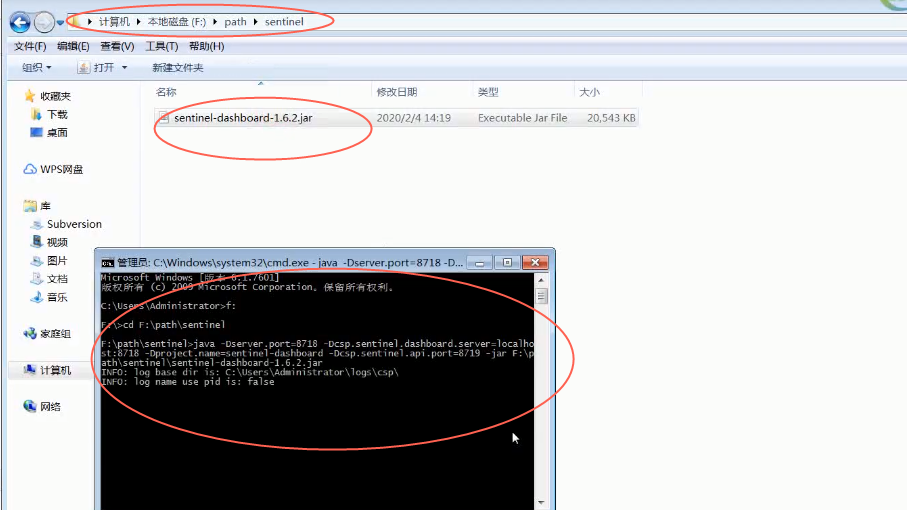 计算机 本地磁盘 (F:) path sentinel
文件(F) 编辑(E) 查看(V) 工具(T) 帮助(H)
组织 打开 新建文件夹
名称 修改日期 类型 大小
收藏夹
下载
桌面
WPS网盘
库
Subversion
视频
图片
文档
音乐
家庭组
计算机
网络
sentinel-dashboard-1.6.2.jar 2020/2/4 14:19 Executable Jar File 20,543 KB
管理员: C:\Windows\system32\cmd.exe - java -Dserver.port=8718 -D...
Microsoft Windows [版本 6.1.7601]
版权所有 (c) 2009 Microsoft Corporation。保留所有权利。
C:\Users\Administrator>f:
F:\>cd F:\path\sentinel
F:\path\sentinel>java -Dserver.port=8718 -Dcsp.sentinel.dashboard.server=localho
st:8718 -Dproject.name=sentinel-dashboard -Dcsp.sentinel.api.port=8719 -jar F:\p
ath\sentinel\sentinel-dashboard-1.6.2.jar
INFO: log base dir is: C:\Users\Administrator\logs\csp\
INFO: log name use pid is: false